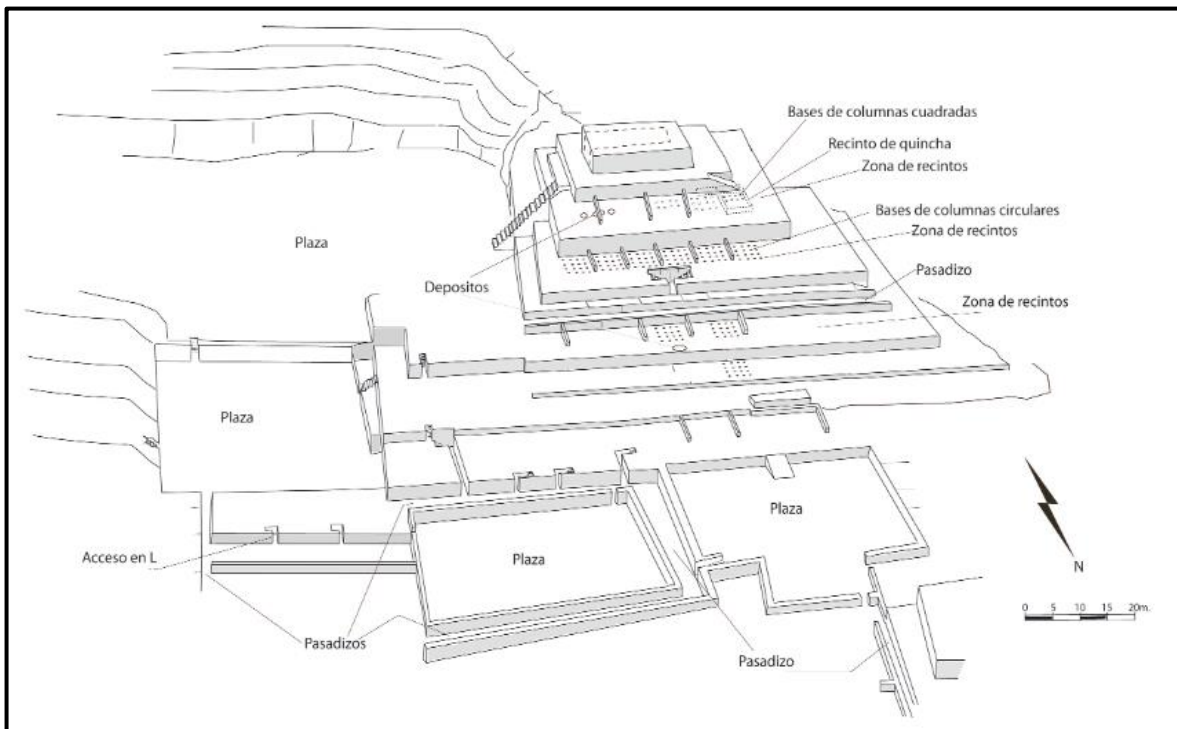 Bases de columnas cuadradas
Recinto de quincha
Zona de recintos
Bases de columnas circulares
Zona de recintos
Plaza
Depositos
Pasadizo
Zona de recintos
Plaza
Plaza
Acceso en L
Plaza
N
0 5 10 15 20m.
Pasadizos
Pasadizo